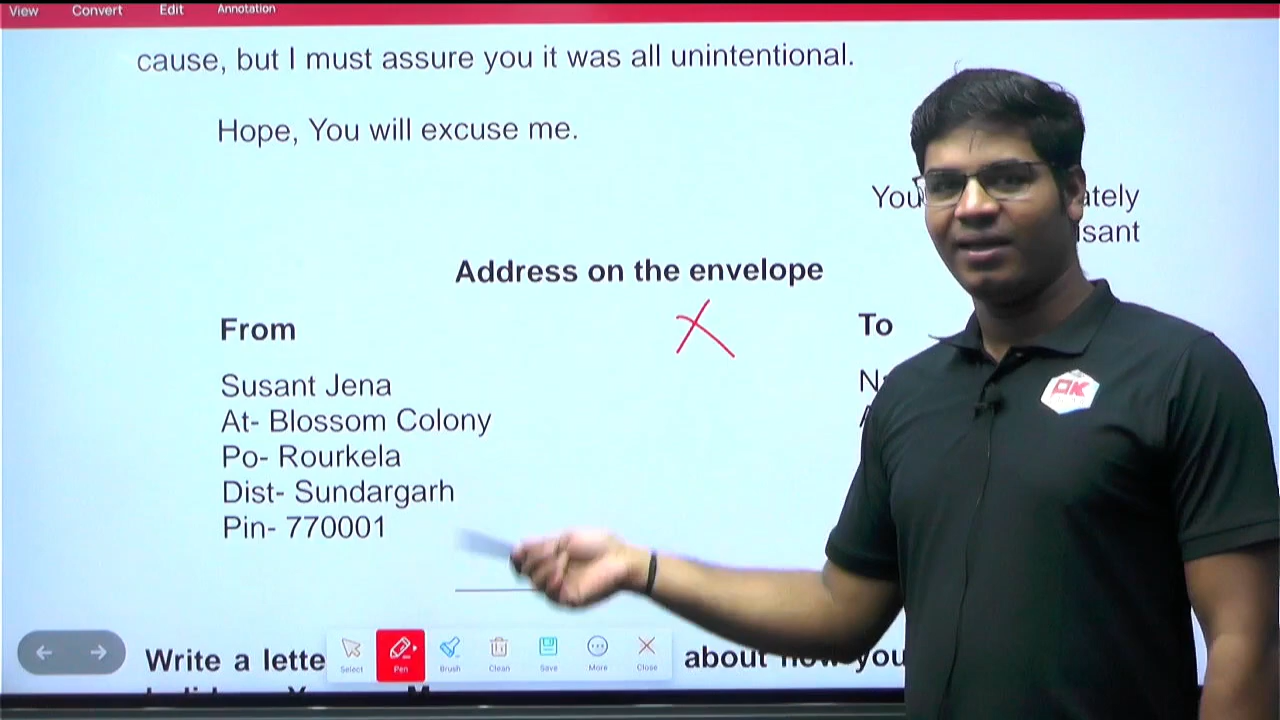 View Convert Edit Annotation
cause, but I must assure you it was all unintentional.
Hope, You will excuse me.
Address on the envelope
From
To
Susant Jena
At- Blossom Colony
Po- Rourkela
Dist- Sundargarh
Pin- 770001
Select Pen Brush Clean Save More Close
Write a about how you